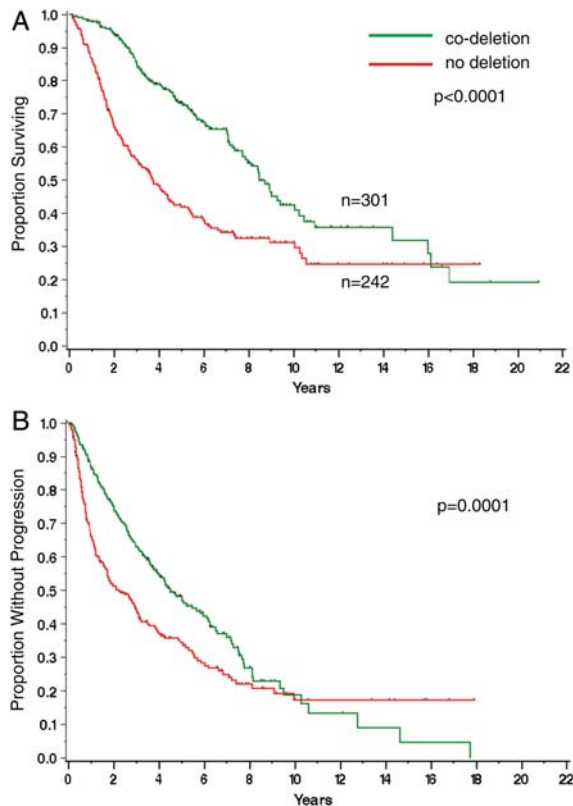 A
co-deletion
no deletion
p<0.0001
n=301
n=242
Proportion Surviving
1.0
0.9
0.8
0.7
0.6
0.5
0.4
0.3
0.2
0.1
0.0
0 2 4 6 8 10 12 14 16 18 20 22
Years
B
p=0.0001
Proportion Without Progression
1.0
0.9
0.8
0.7
0.6
0.5
0.4
0.3
0.2
0.1
0.0
0 2 4 6 8 10 12 14 16 18 20 22
Years